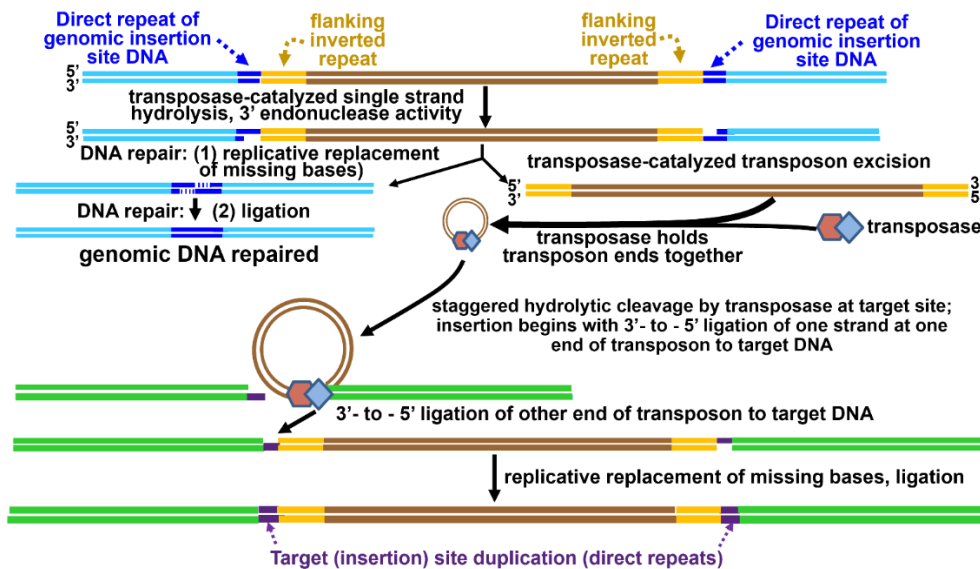 Direct repeat of
genomic insertion
site DNA
flanking
inverted
repeat
flanking
inverted
repeat
Direct repeat of
genomic insertion
site DNA
5’
3’
transposase-catalyzed single strand
hydrolysis, 3’ endonuclease activity
5’
3’
DNA repair: (1) replicative replacement
of missing bases)
transposase-catalyzed transposon excision
5’
3’
3’
5’
DNA repair: (2) ligation
genomic DNA repaired
transposase holds
transposon ends together
transposase
staggered hydrolytic cleavage by transposase at target site;
insertion begins with 3’- to - 5’ ligation of one strand at one
end of transposon to target DNA
3’- to - 5’ ligation of other end of transposon to target DNA
replicative replacement of missing bases, ligation
Target (insertion) site duplication (direct repeats)